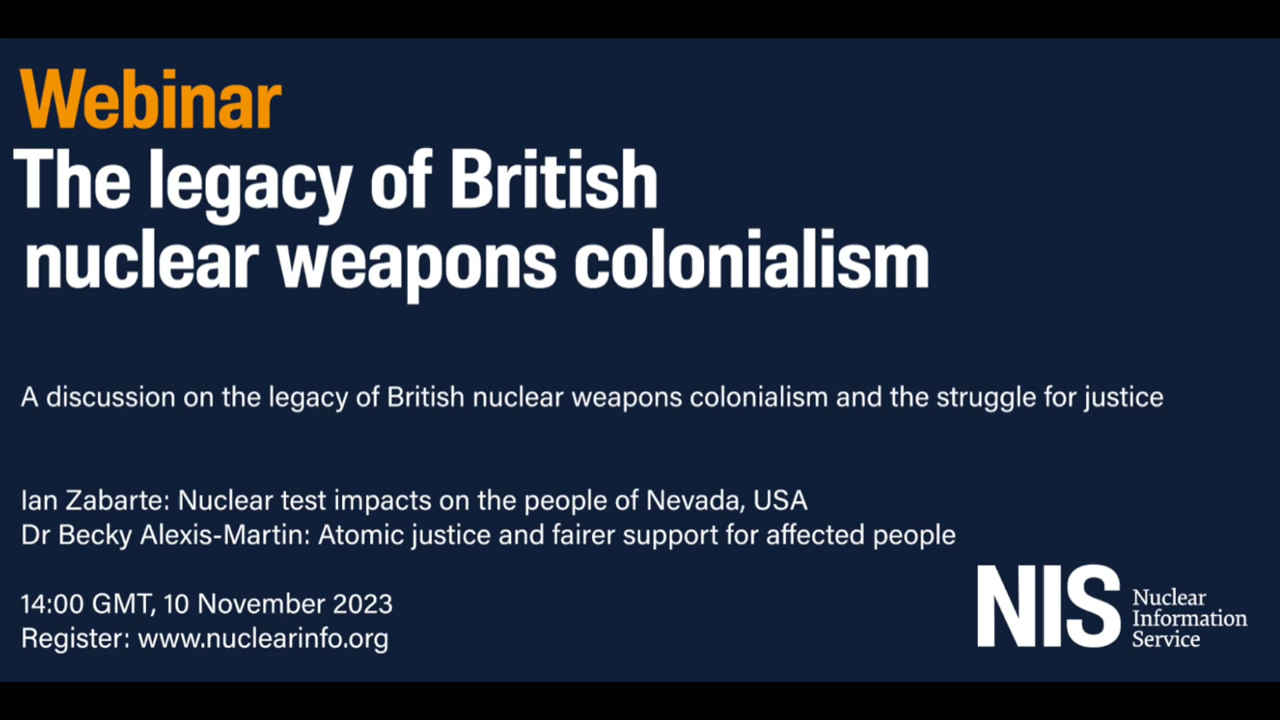 Webinar
The legacy of British
nuclear weapons colonialism
A discussion on the legacy of British nuclear weapons colonialism and the struggle for justice
Ian Zabarte: Nuclear test impacts on the people of Nevada, USA
Dr Becky Alexis-Martin: Atomic justice and fairer support for affected people
14:00 GMT, 10 November 2023
Register: www.nuclearinfo.org
NIS
Nuclear
Information
Service